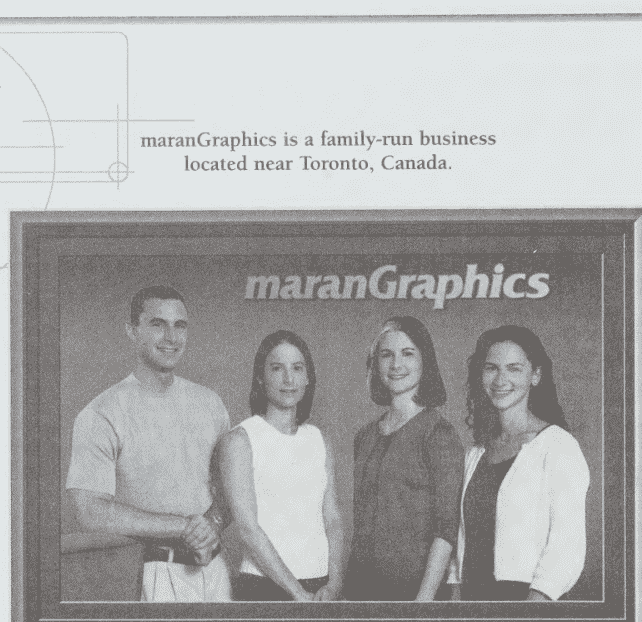 maranGraphics is a family-run business
located near Toronto, Canada.
maranGraphics